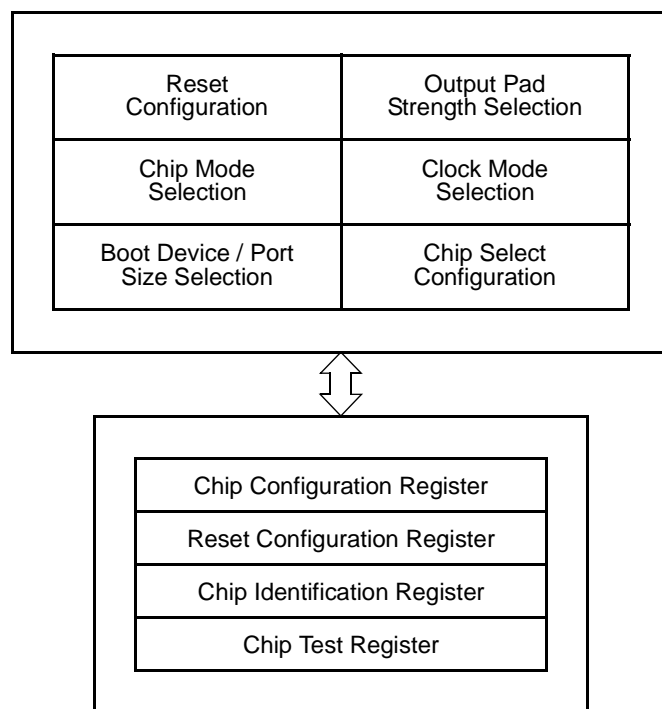 Reset
Configuration
Output Pad
Strength Selection
Chip Mode
Selection
Clock Mode
Selection
Boot Device / Port
Size Selection
Chip Select
Configuration
Chip Configuration Register
Reset Configuration Register
Chip Identification Register
Chip Test Register